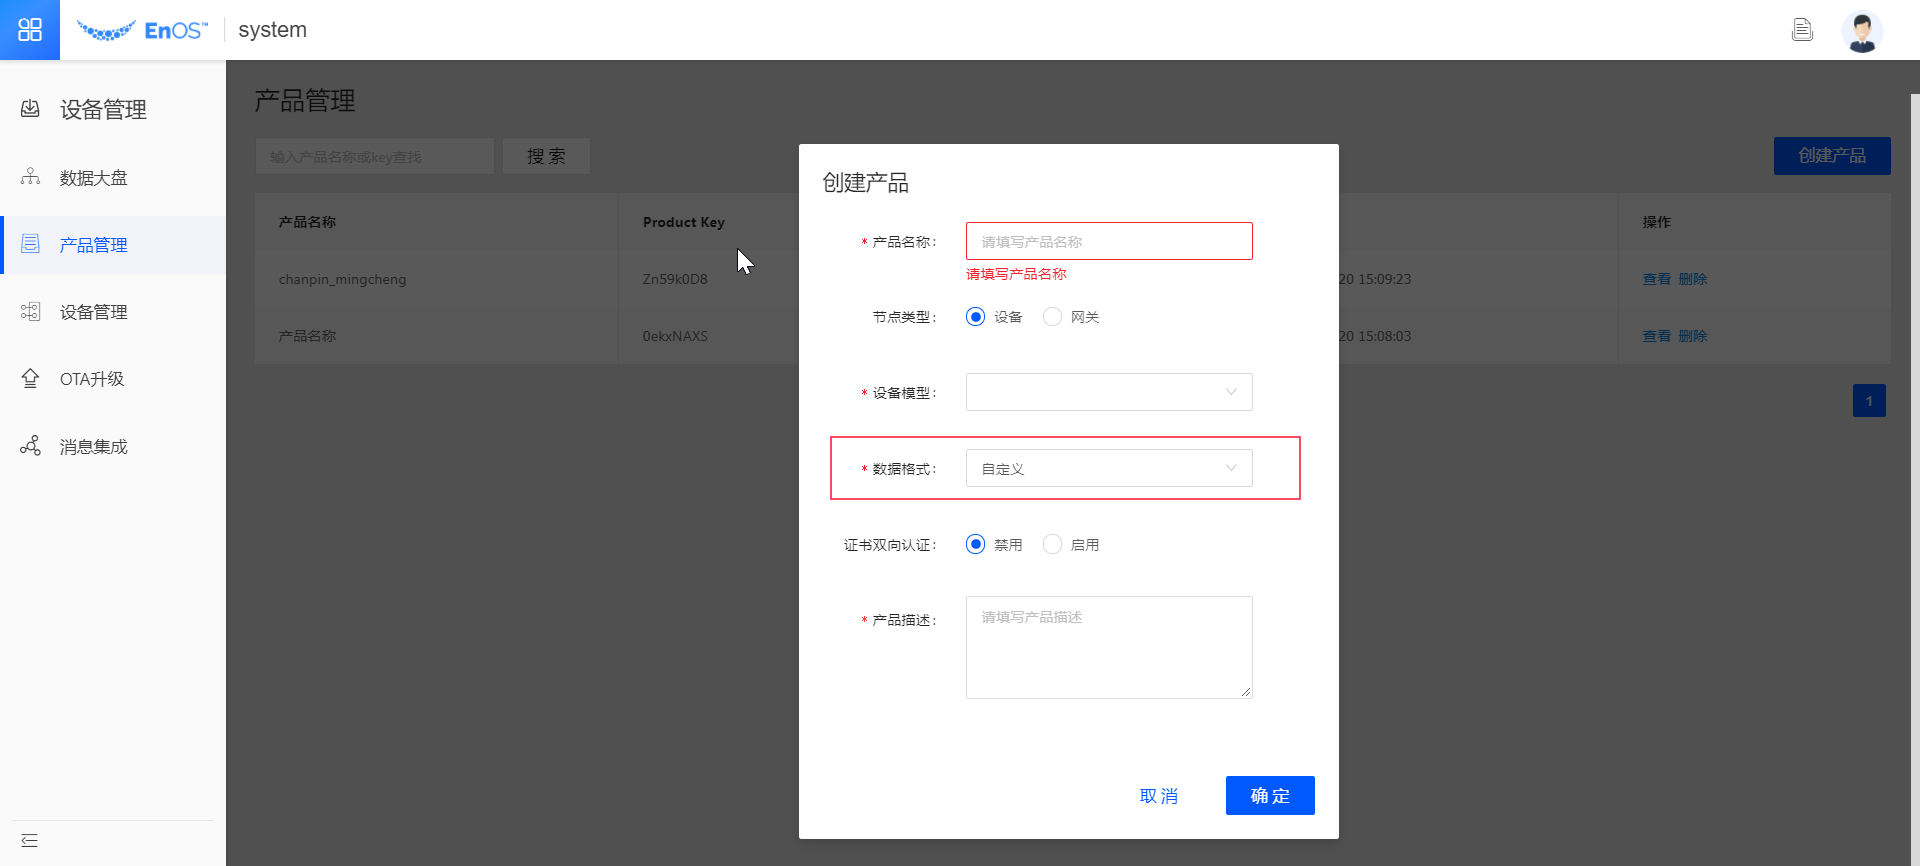 EnOS™ system
设备管理
数据大盘
产品管理
设备管理
OTA升级
消息集成
产品管理
输入产品名称或key查找 搜 索 创建产品
产品名称 Product Key 操作
chanpin_mingcheng Zn59k0D8 20 15:09:23 查看 删除
产品名称 0ekxNAXS 20 15:08:03 查看 删除
1
创建产品
* 产品名称: 请填写产品名称
请填写产品名称
节点类型: 设备 网关
* 设备模型:
* 数据格式: 自定义
证书双向认证: 禁用 启用
* 产品描述: 请填写产品描述
取 消 确 定